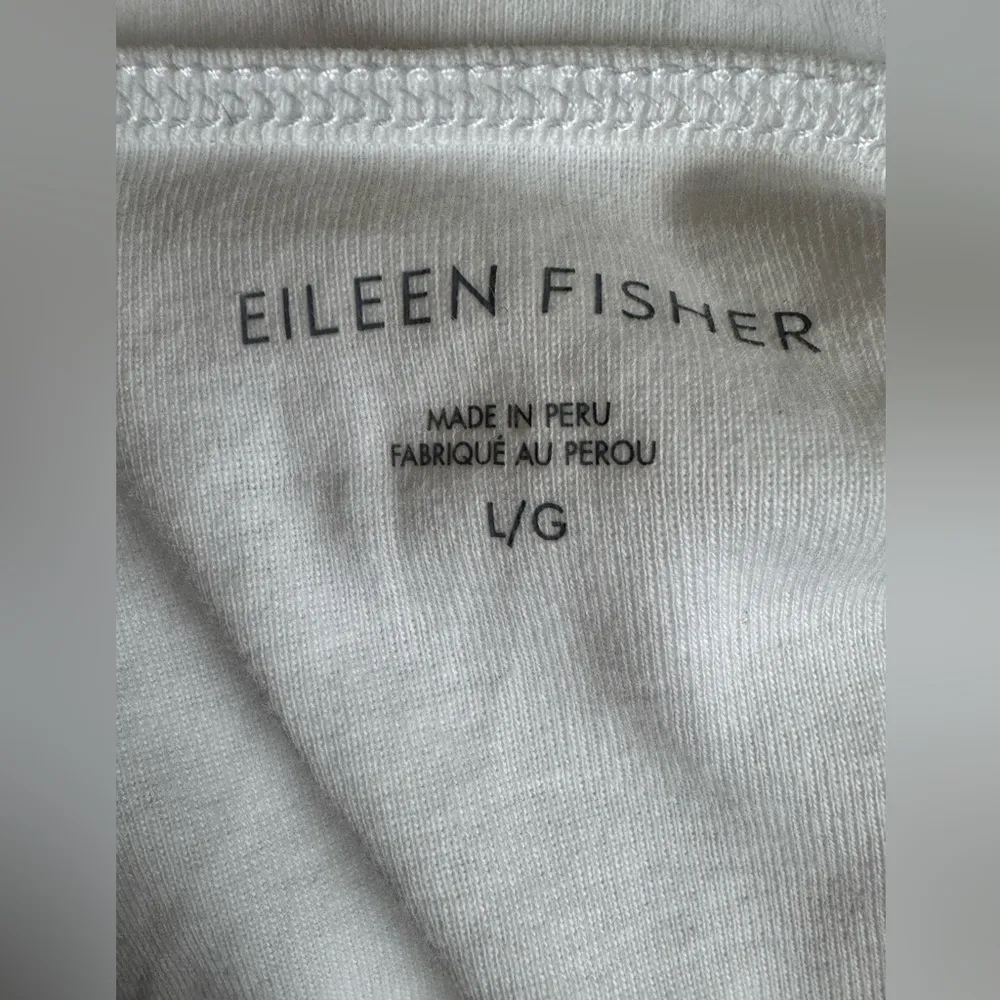 EILEEN FISHER
MADE IN PERU
FABRIQUÉ AU PEROU
L/G